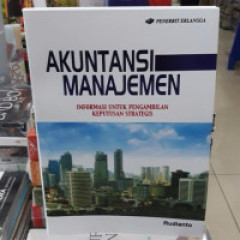 PENERBIT ERLANGGA
AKUNTANSI
MANAJEMEN
INFORMASI UNTUK PENGAMBILAN
KEPUTUSAN STRATEGIS
Rudianto